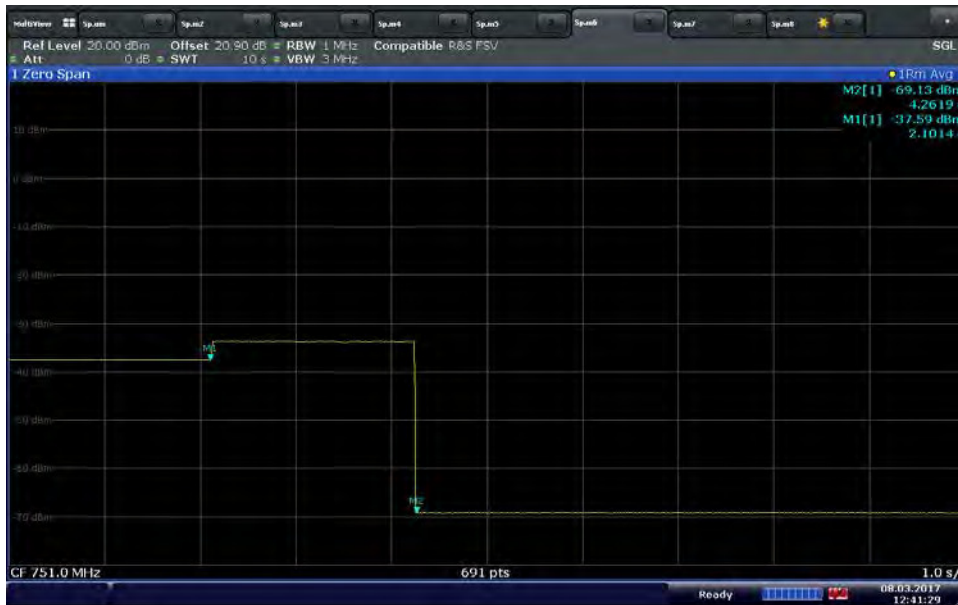 MultiView Sp.m2 Sp.m3 Sp.m4 Sp.m5 Sp.m6 Sp.m7 Sp.m8
Ref Level 20.00 dBm Offset 20.90 dB RBW 1 MHz Compatible R&S FSV SGL
Att 0 dB SWT 10 s VBW 3 MHz
1 Zero Span 1Rm Avg
M2[1] -69.13 dBm
4.2619
M1[1] -37.59 dBm
2.1014
10 dBm
0 dBm
-10 dBm
-20 dBm
-30 dBm
M1
-40 dBm
-50 dBm
-60 dBm
M2
-70 dBm
CF 751.0 MHz 691 pts 1.0 s/
Ready 08.03.2017
12:41:29